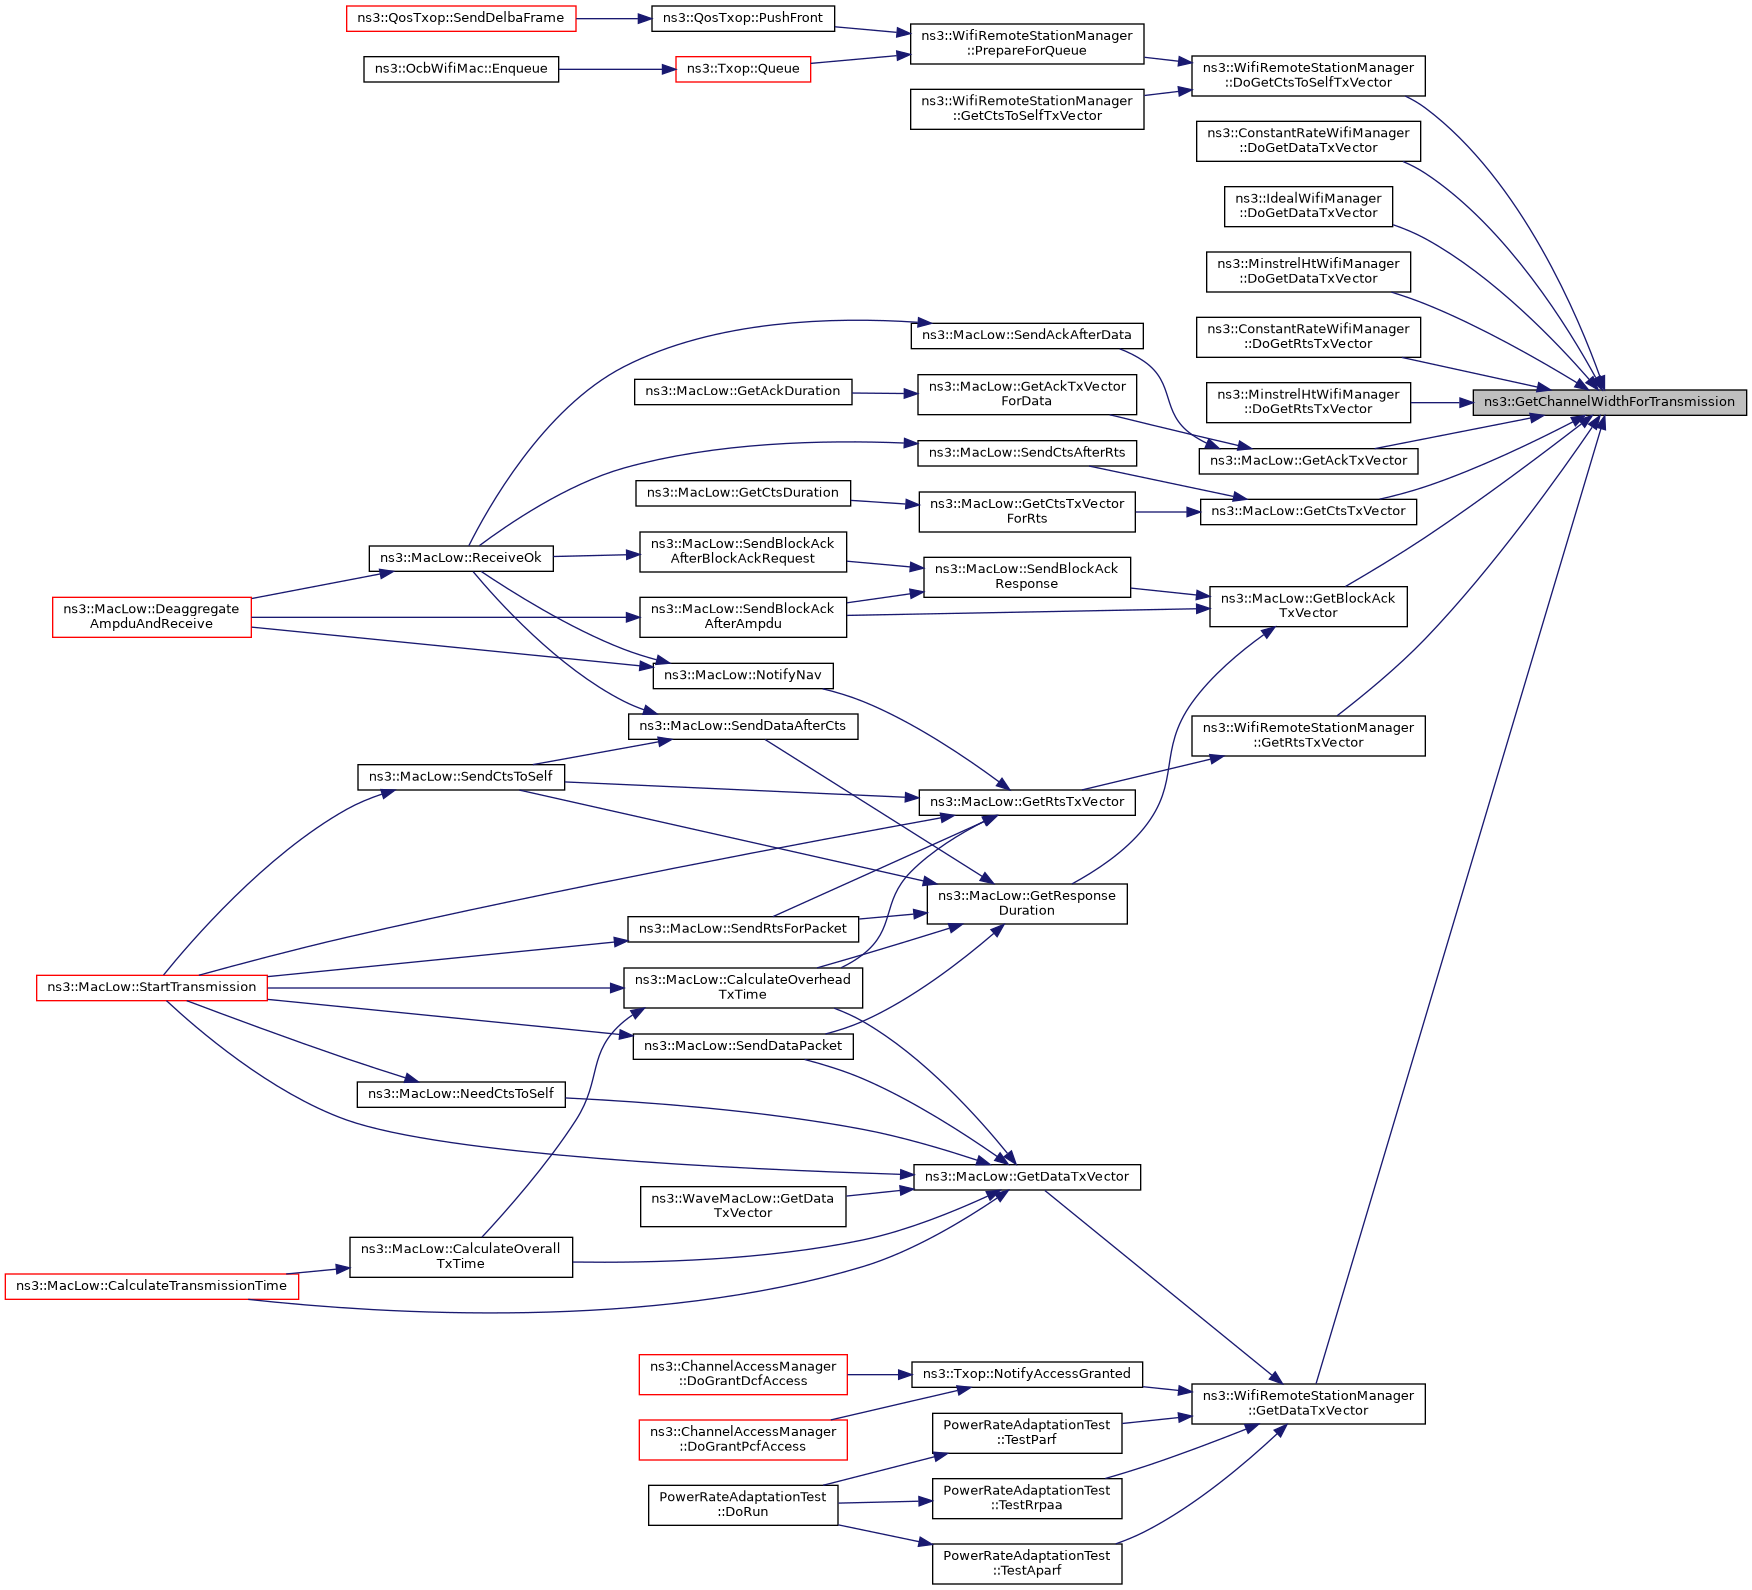 ns3::QosTxop::SendDelbaFrame
ns3::QosTxop::PushFront
ns3::WifiRemoteStationManager
::PrepareForQueue
ns3::OcbWifiMac::Enqueue
ns3::Txop::Queue
ns3::WifiRemoteStationManager
::DoGetCtsToSelfTxVector
ns3::WifiRemoteStationManager
::GetCtsToSelfTxVector
ns3::ConstantRateWifiManager
::DoGetDataTxVector
ns3::IdealWifiManager
::DoGetDataTxVector
ns3::MinstrelHtWifiManager
::DoGetDataTxVector
ns3::MacLow::SendAckAfterData
ns3::ConstantRateWifiManager
::DoGetRtsTxVector
ns3::MacLow::GetAckDuration
ns3::MacLow::GetAckTxVector
ForData
ns3::MinstrelHtWifiManager
::DoGetRtsTxVector
ns3::GetChannelWidthForTransmission
ns3::MacLow::SendCtsAfterRts
ns3::MacLow::GetAckTxVector
ns3::MacLow::GetCtsDuration
ns3::MacLow::GetCtsTxVector
ForRts
ns3::MacLow::GetCtsTxVector
ns3::MacLow::ReceiveOk
ns3::MacLow::SendBlockAck
AfterBlockAckRequest
ns3::MacLow::SendBlockAck
Response
ns3::MacLow::Deaggregate
AmpduAndReceive
ns3::MacLow::SendBlockAck
AfterAmpdu
ns3::MacLow::GetBlockAck
TxVector
ns3::MacLow::NotifyNav
ns3::MacLow::SendDataAfterCts
ns3::WifiRemoteStationManager
::GetRtsTxVector
ns3::MacLow::SendCtsToSelf
ns3::MacLow::GetRtsTxVector
ns3::MacLow::GetResponse
Duration
ns3::MacLow::SendRtsForPacket
ns3::MacLow::StartTransmission
ns3::MacLow::CalculateOverhead
TxTime
ns3::MacLow::SendDataPacket
ns3::MacLow::NeedCtsToSelf
ns3::MacLow::GetDataTxVector
ns3::WaveMacLow::GetData
TxVector
ns3::MacLow::CalculateOverall
TxTime
ns3::MacLow::CalculateTransmissionTime
ns3::ChannelAccessManager
::DoGrantDcfAccess
ns3::Txop::NotifyAccessGranted
ns3::WifiRemoteStationManager
::GetDataTxVector
ns3::ChannelAccessManager
::DoGrantPcfAccess
PowerRateAdaptationTest
::TestParf
PowerRateAdaptationTest
::DoRun
PowerRateAdaptationTest
::TestRrpaa
PowerRateAdaptationTest
::TestAparf